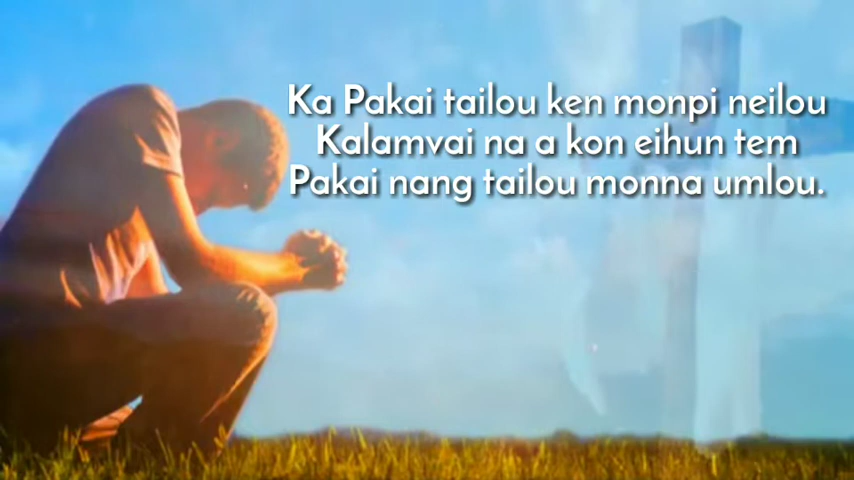 Ka Pakai tailou ken monpi neilou
Kalamvai na a kon eihun tem
Pakai nang tailou monna umlou.